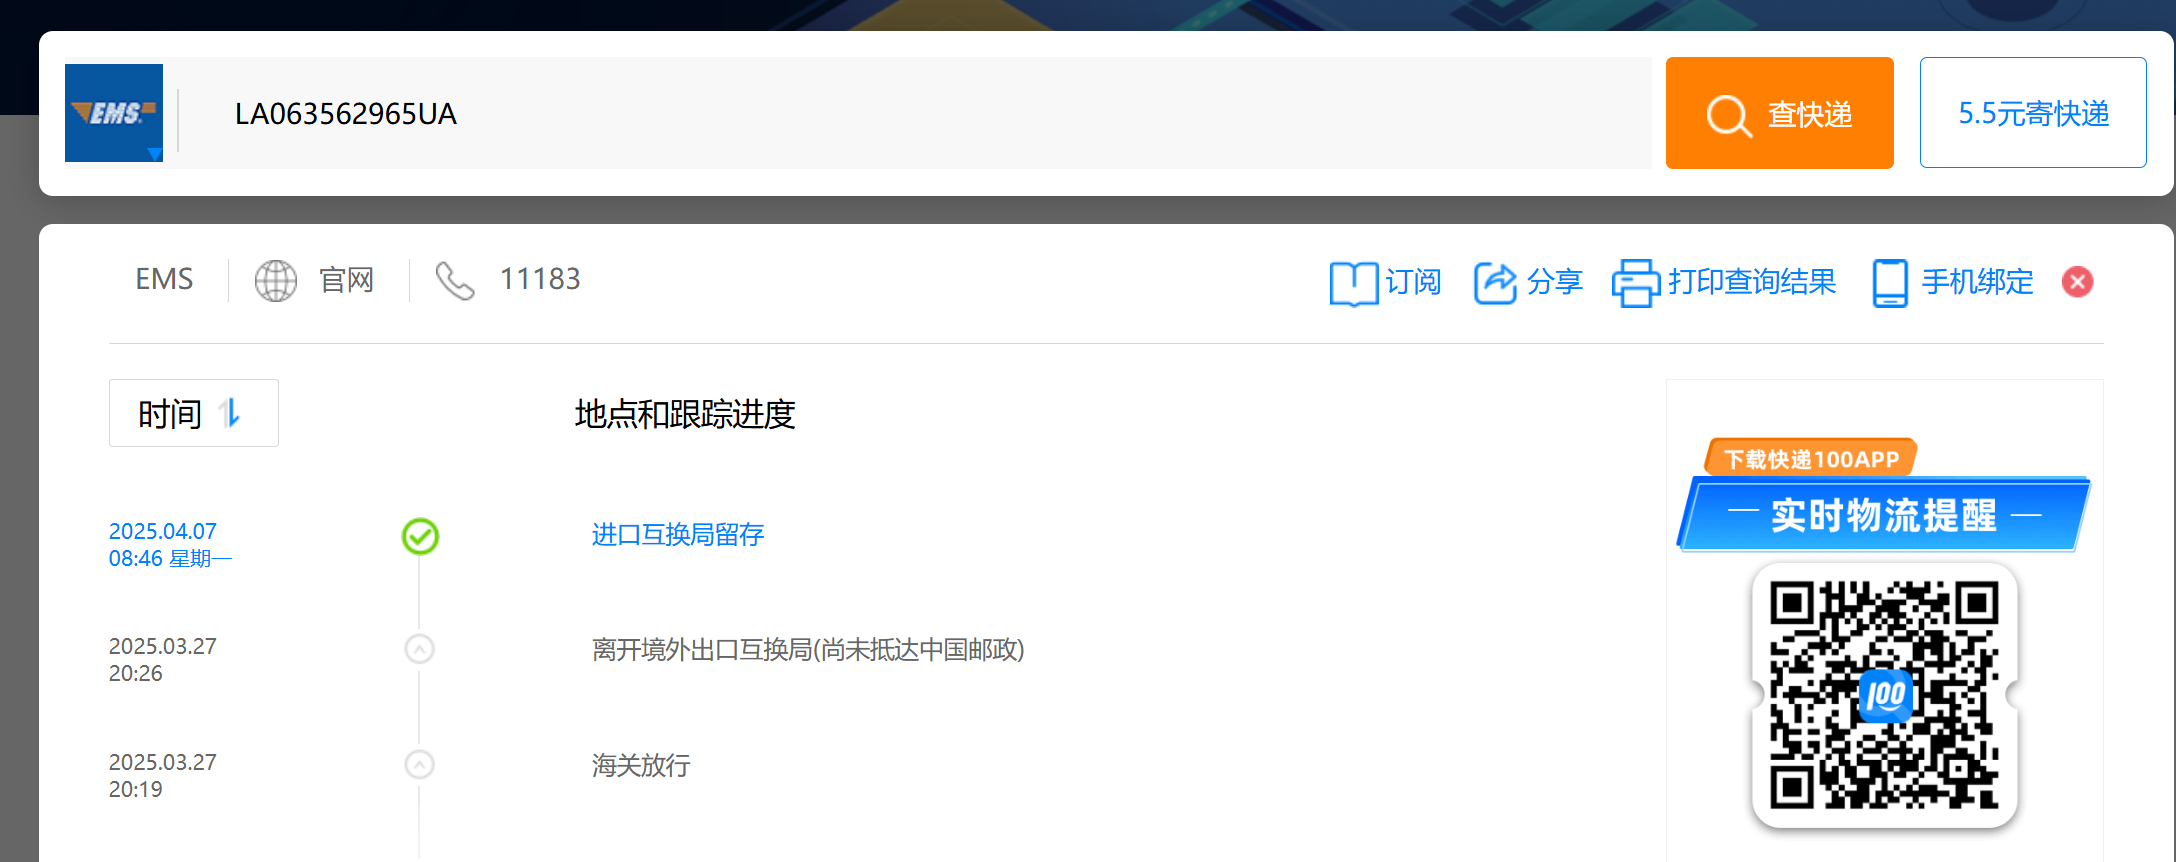 EMS
LA063562965UA
查快递
5.5元寄快递
EMS
官网
11183
订阅
分享
打印查询结果
手机绑定
时间
地点和跟踪进度
2025.04.07
08:46 星期一
进口互换局留存
2025.03.27
20:26
离开境外出口互换局(尚未抵达中国邮政)
2025.03.27
20:19
海关放行
下载快递100APP
实时物流提醒
100